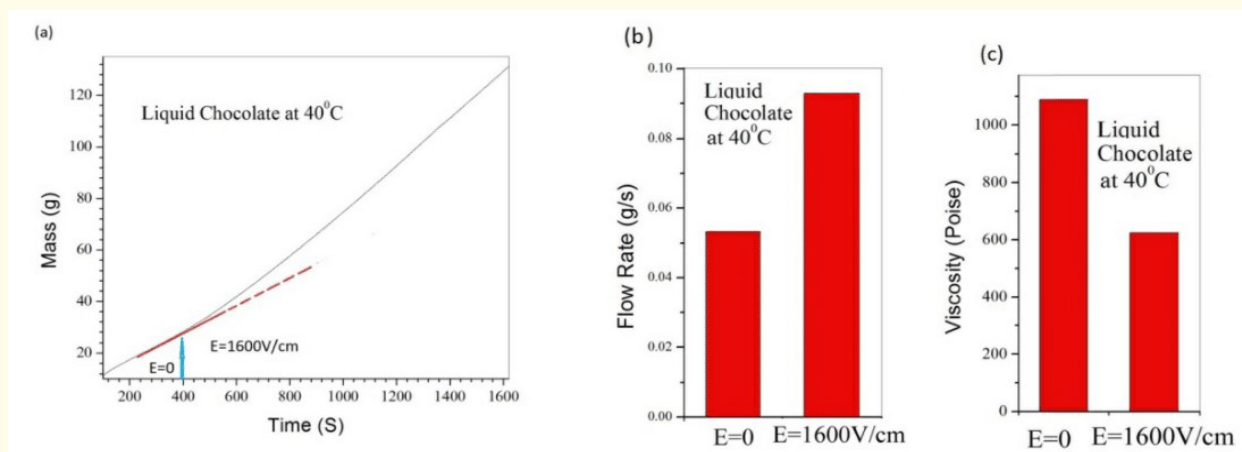 (a)
Liquid Chocolate at 40⁰C
Mass (g)
120
100
80
60
40
20
E=0
E=1600V/cm
200
400
600
800
1000
1200
1400
1600
Time (S)
(b)
Liquid
Chocolate
at 40⁰C
Flow Rate (g/s)
0.10
0.08
0.06
0.04
0.02
0.00
E=0
E=1600V/cm
(c)
Liquid
Chocolate
at 40⁰C
Viscosity (Poise)
1000
800
600
400
200
0
E=0
E=1600V/cm